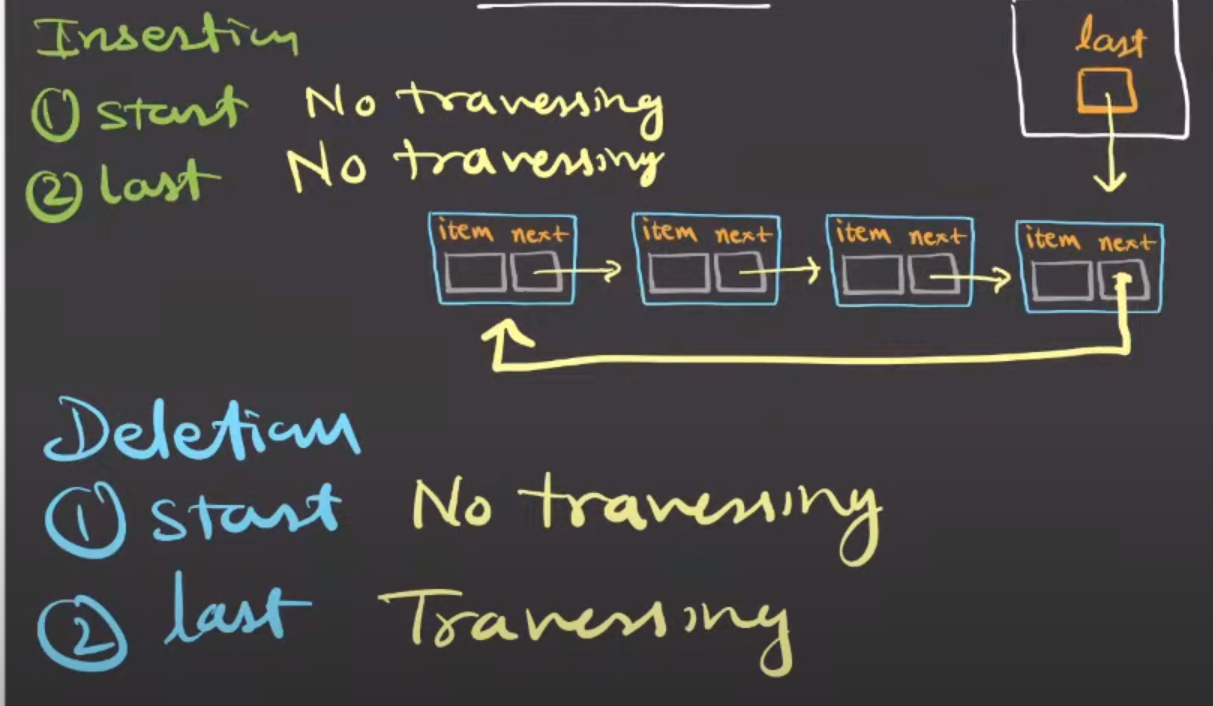 Insertion
① start No traversing
② last No traversing
last
item next item next item next item next
Deletion
① start No traversing
② last Traversing